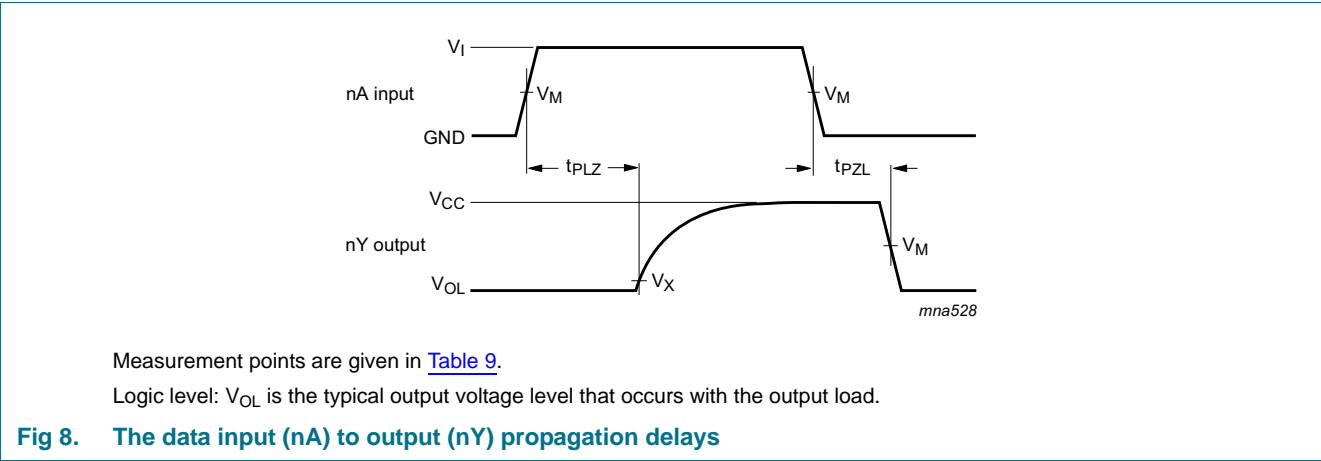 VI
nA input
VM
VM
GND
tPLZ
tPZL
VCC
nY output
VM
VOL
VX
mna528
Measurement points are given in Table 9.
Logic level: VOL is the typical output voltage level that occurs with the output load.
Fig 8. The data input (nA) to output (nY) propagation delays